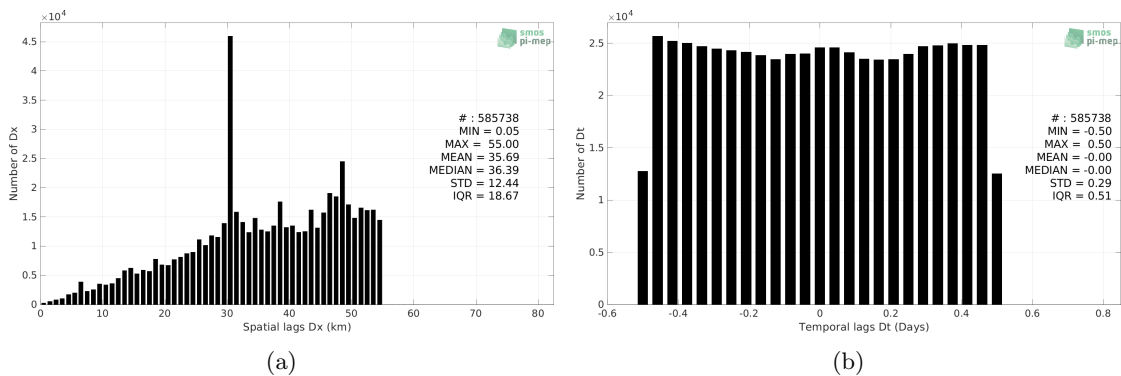 ×10⁴
4.5
4
3.5
3
2.5
2
1.5
1
0.5
0
Number of Dx
smos
pi-mep
# : 585738
MIN = 0.05
MAX = 55.00
MEAN = 35.69
MEDIAN = 36.39
STD = 12.44
IQR = 18.67
0 10 20 30 40 50 60 70 80
Spatial lags Dx (km)
(a)
×10⁴
2.5
2
1.5
1
0.5
0
Number of Dt
smos
pi-mep
# : 585738
MIN = -0.50
MAX = 0.50
MEAN = -0.00
MEDIAN = -0.00
STD = 0.29
IQR = 0.51
-0.6 -0.4 -0.2 0 0.2 0.4 0.6 0.8
Temporal lags Dt (Days)
(b)